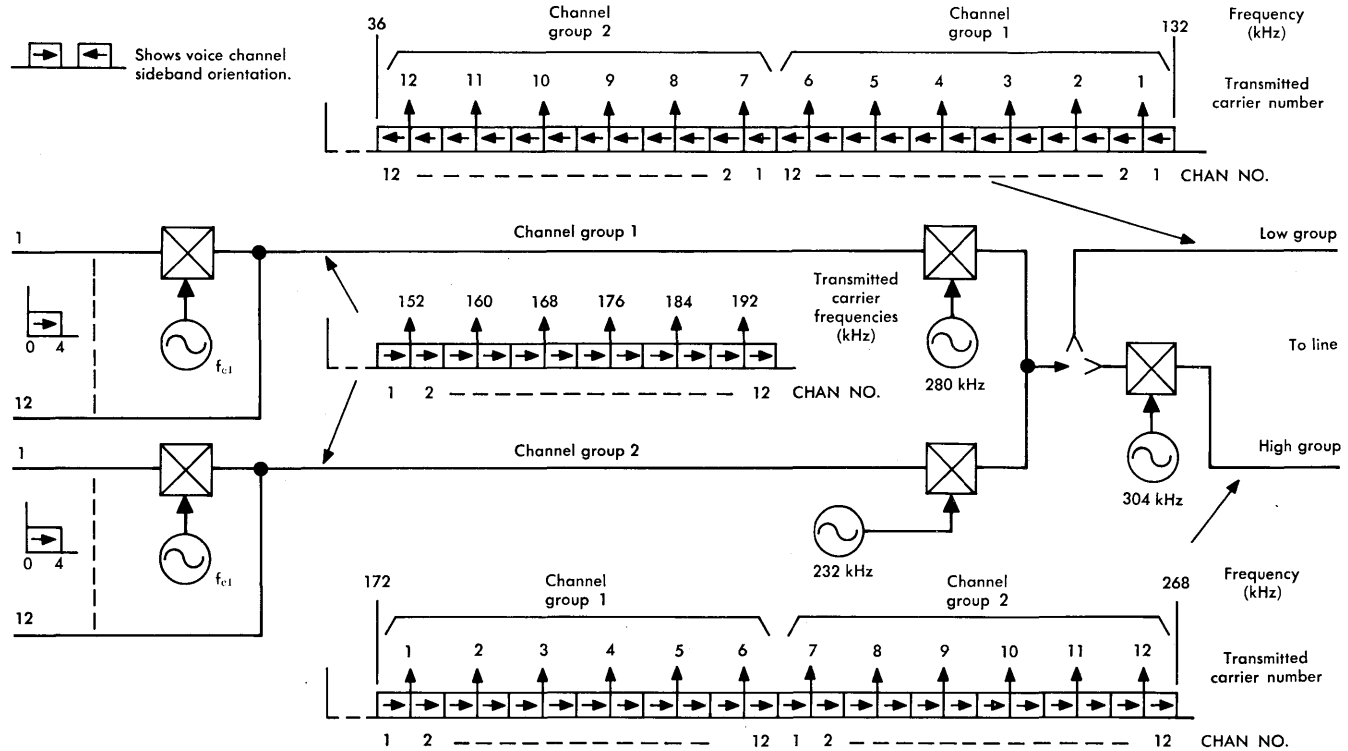 Shows voice channel
sideband orientation.
36
Channel
group 2
Channel
group 1
132
Frequency
(kHz)
12 11 10 9 8 7 6 5 4 3 2 1
Transmitted
carrier number
12 2 1 12 2 1 CHAN NO.
1
Channel group 1
Low group
0 4
fc1
152 160 168 176 184 192
Transmitted
carrier
frequencies
(kHz)
280 kHz
To line
1 2 12 CHAN NO.
12
1
Channel group 2
High group
304 kHz
0 4
fc1
232 kHz
12
172
Channel
group 1
Channel
group 2
268
Frequency
(kHz)
1 2 3 4 5 6 7 8 9 10 11 12
Transmitted
carrier number
1 2 12 1 2 12 CHAN NO.